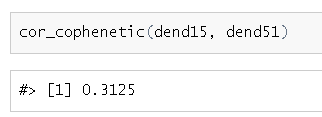 cor_cophenetic(dend15, dend51)
#> [1] 0.3125